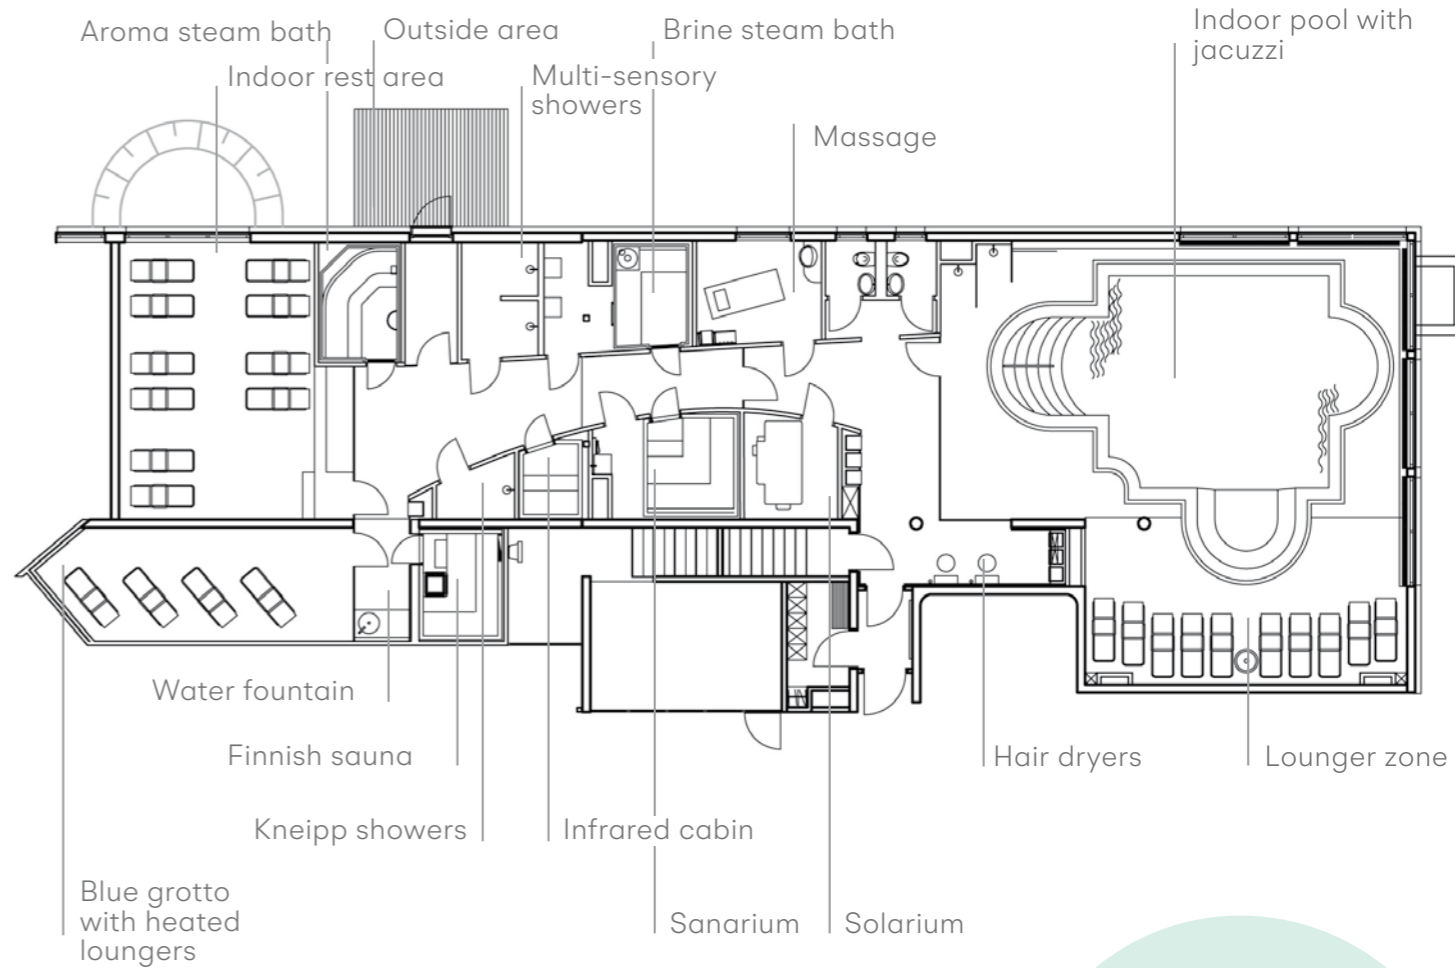 Aroma steam bath
Outside area
Brine steam bath
Indoor pool with
jacuzzi
Indoor rest area
Multi-sensory
showers
Massage
Water fountain
Finnish sauna
Hair dryers
Lounger zone
Kneipp showers
Infrared cabin
Blue grotto
with heated
loungers
Sanarium
Solarium